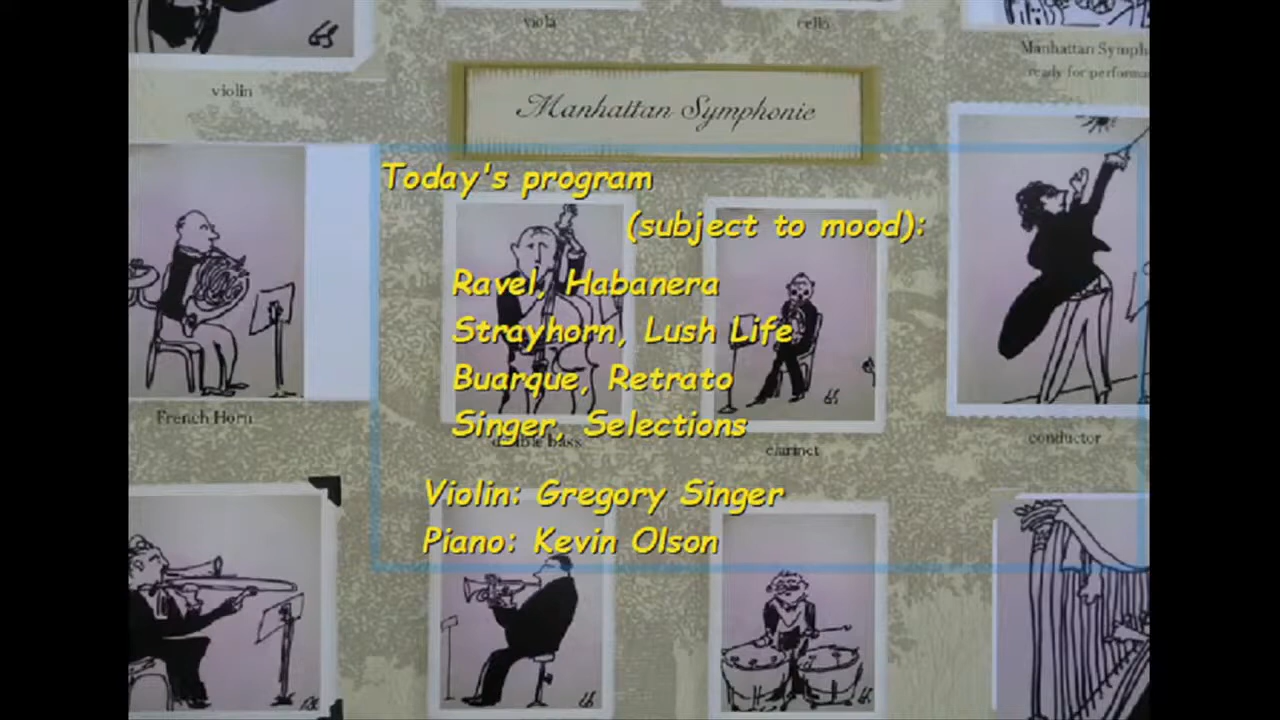 viola
cello
Manhattan Symph
ready for performa
violin
Manhattan Symphonie
Today's program
(subject to mood):
Ravel, Habanera
Strayhorn, Lush Life
Buarque, Retrato
Singer, Selections
French Horn
double bass
clarinet
conductor
Violin: Gregory Singer
Piano: Kevin Olson